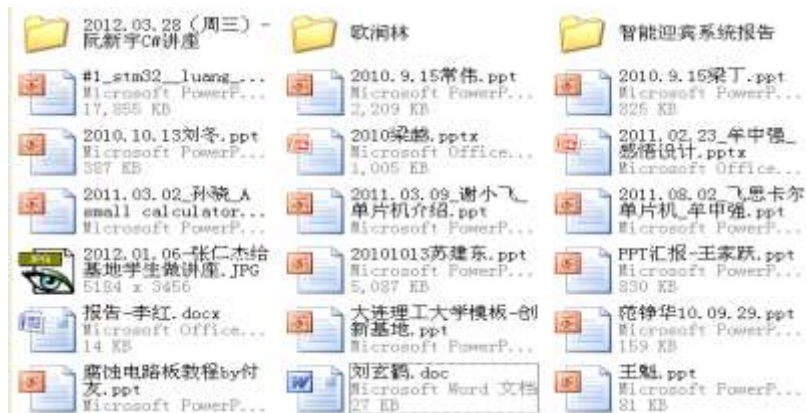 2012.03.28（周三）-
阮新宇C#讲座
欧润林
智能迎宾系统报告
#1_stm32__luang_...
Microsoft PowerP...
17,855 KB
2010.9.15常伟.ppt
Microsoft PowerP...
2,209 KB
2010.9.15梁丁.ppt
Microsoft PowerP...
825 KB
2010.10.13刘冬.ppt
Microsoft PowerP...
387 KB
2010梁越.pptx
Microsoft Office...
1,005 KB
2011.02.23_牟中强_
感悟设计.pptx
Microsoft Office...
2011.03.02_孙骁_A
small calculator...
Microsoft PowerP...
2011.03.09_谢小飞_
单片机介绍.ppt
Microsoft PowerP...
2011.08.02_飞思卡尔
单片机_牟中强.ppt
Microsoft PowerP...
2012.01.06-张仁杰给
基地学生做讲座.JPG
5184 x 3456
20101013苏建东.ppt
Microsoft PowerP...
5,087 KB
PPT汇报-王家跃.ppt
Microsoft PowerP...
830 KB
报告-李红.docx
Microsoft Office...
14 KB
大连理工大学模板-创
新基地.ppt
Microsoft PowerP...
范铮华10.09.29.ppt
Microsoft PowerP...
159 KB
腐蚀电路板教程by付
友.ppt
Microsoft PowerP...
刘玄鹤.doc
Microsoft Word 文档
27 KB
王魁.ppt
Microsoft PowerP...
81 KB